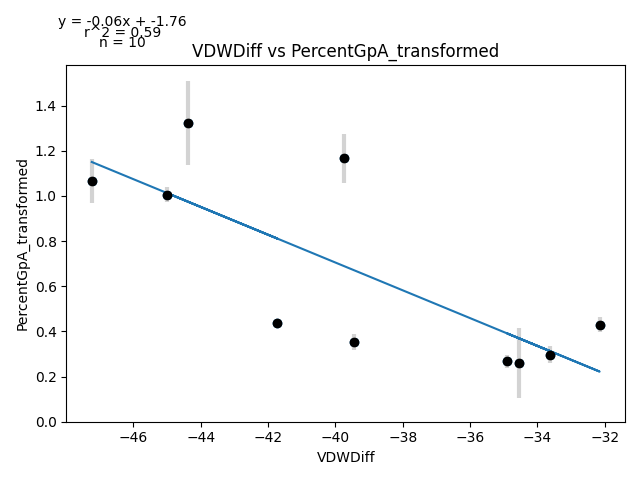 y = -0.06x + -1.76
r^2 = 0.59
n = 10
VDWDiff vs PercentGpA_transformed
1.4
1.2
1.0
0.8
0.6
0.4
0.2
0.0
PercentGpA_transformed
−46 −44 −42 −40 −38 −36 −34 −32
VDWDiff